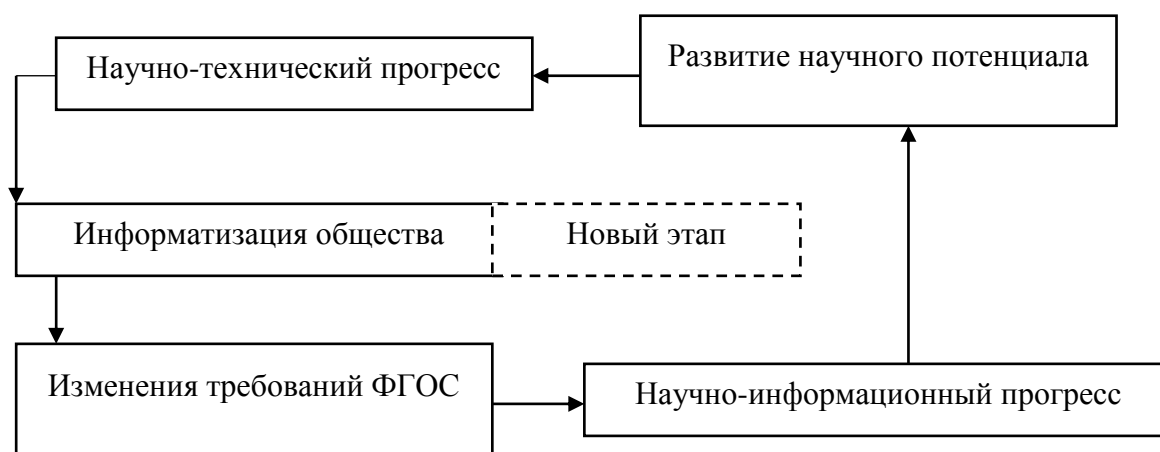 Научно-технический прогресс
Развитие научного потенциала
Информатизация общества
Новый этап
Изменения требований ФГОС
Научно-информационный прогресс